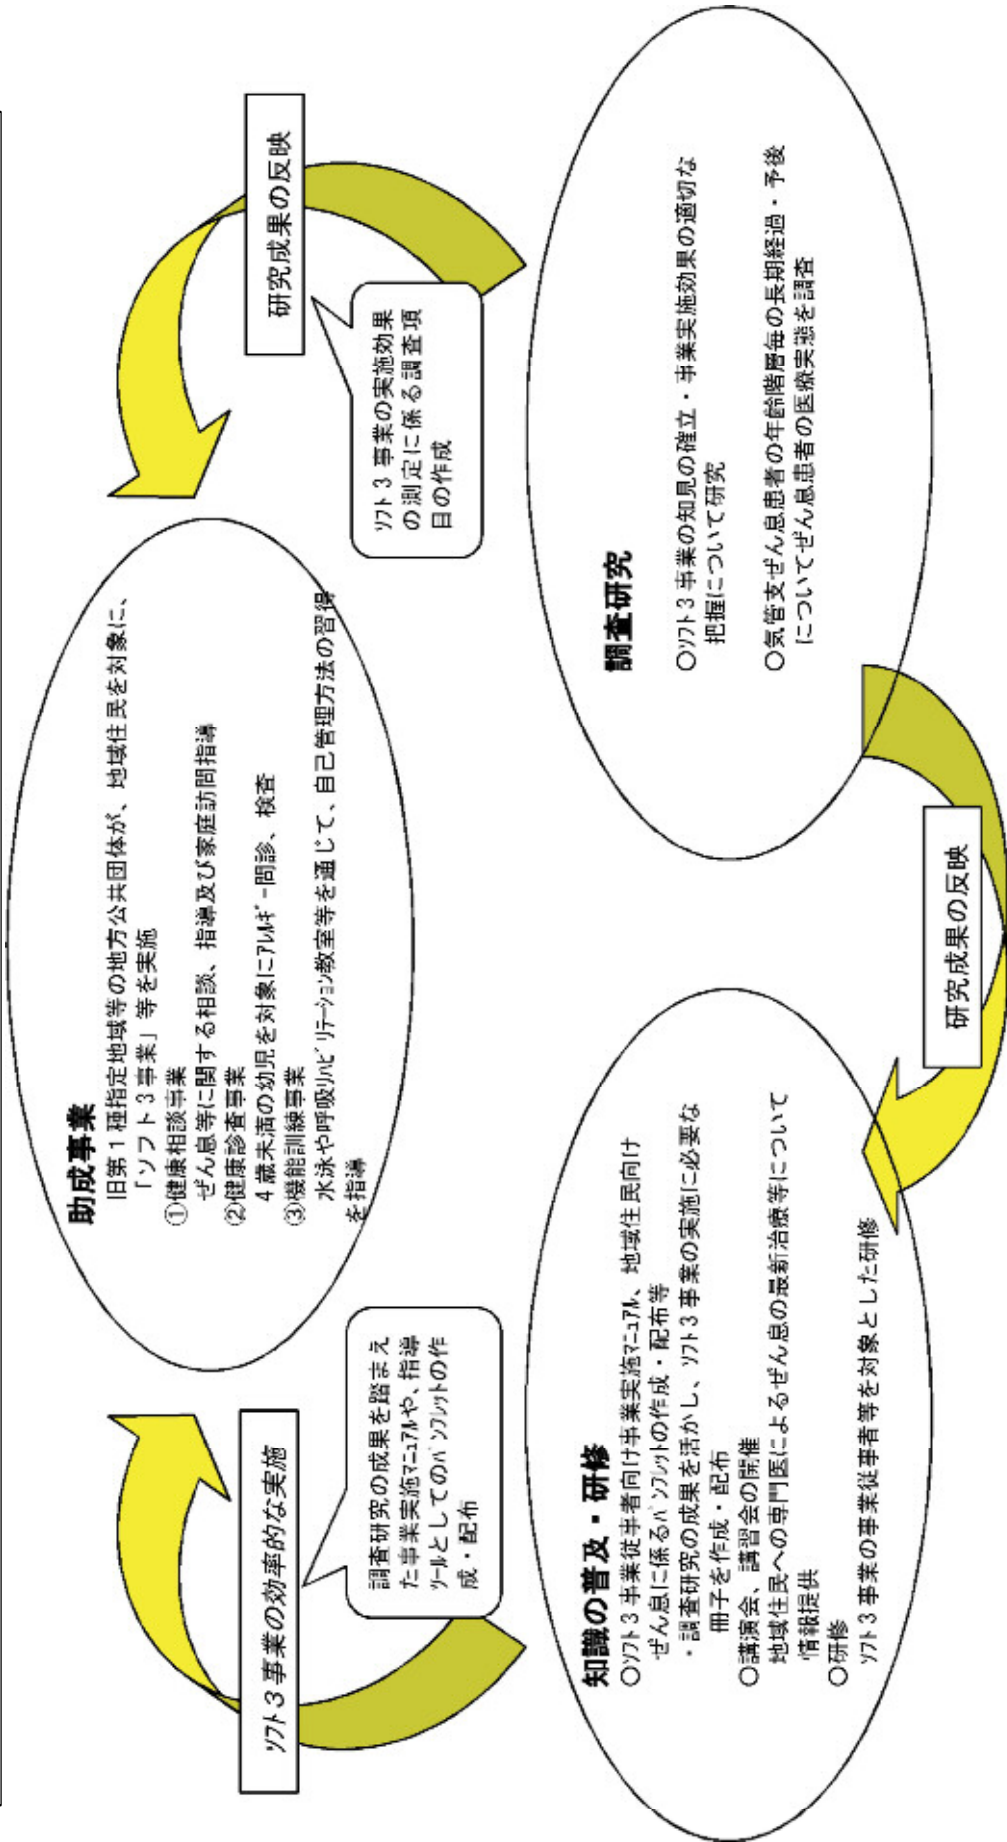 助成事業
旧第１種指定地域等の地方公共団体が、地域住民を対象に、
「ソフト３事業」等を実施
①健康相談事業
ぜん息等に関する相談、指導及び家庭訪問指導
②健康診査事業
４歳未満の幼児を対象にｱﾚﾙｷﾞｰ問診、検査
③機能訓練事業
水泳や呼吸ﾘﾊﾋﾞﾘﾃｰｼｮﾝ教室等を通じて、自己管理方法の習得
を指導
ｿﾌﾄ３事業の効率的な実施
調査研究の成果を踏まえ
た事業実施ﾏﾆｭｱﾙや、指導
ﾂｰﾙとしてのﾊﾟﾝﾌﾚｯﾄの作
成・配布
研究成果の反映
ｿﾌﾄ３事業の実施効果
の測定に係る調査項
目の作成
知識の普及・研修
○ｿﾌﾄ３事業従事者向け事業実施ﾏﾆｭｱﾙ、地域住民向け
ぜん息に係るﾊﾟﾝﾌﾚｯﾄの作成・配布等
・調査研究の成果を活かし、ｿﾌﾄ３事業の実施に必要な
冊子を作成・配布
○講演会、講習会の開催
地域住民への専門医によるぜん息の最新治療等について
情報提供
○研修
ｿﾌﾄ３事業の事業従事者等を対象とした研修
調査研究
○ｿﾌﾄ３事業の知見の確立・事業実施効果の適切な
把握について研究
○気管支ぜん息患者の年齢階層毎の長期経過・予後
についてぜん息患者の医療実態を調査
研究成果の反映